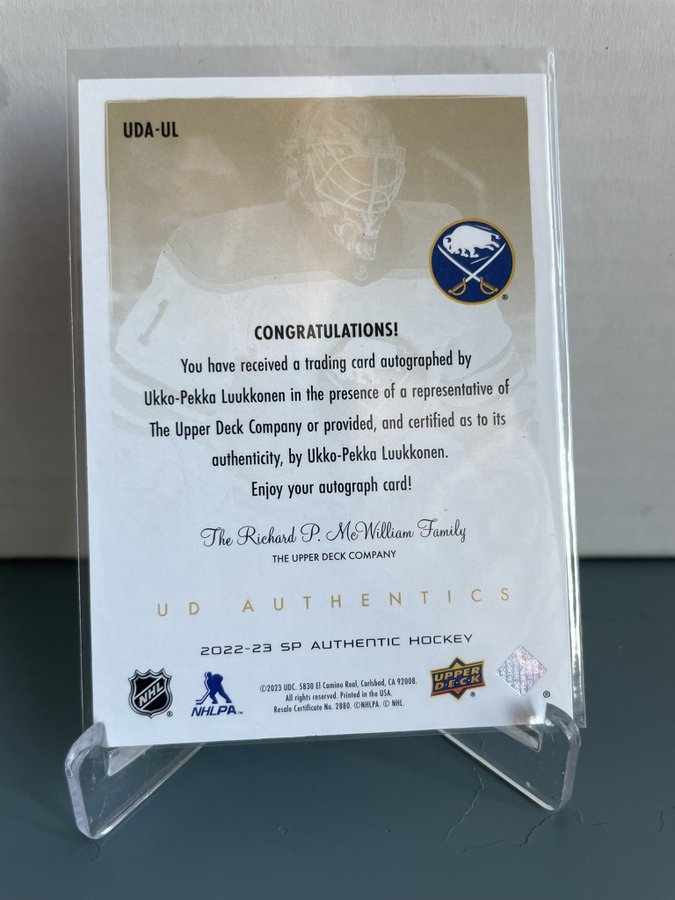 UDA-UL
1
CONGRATULATIONS!
You have received a trading card autographed by
Ukko-Pekka Luukkonen in the presence of a representative of
The Upper Deck Company or provided, and certified as to its
authenticity, by Ukko-Pekka Luukkonen.
Enjoy your autograph card!
The Richard P. McWilliam Family
THE UPPER DECK COMPANY
UD AUTHENTICS
2022-23 SP AUTHENTIC HOCKEY
NHL ®
NHLPA™
©2023 UDC. 5830 El Camino Real, Carlsbad, CA 92008.
All rights reserved. Printed in the USA.
Resale Certificate No. 2880. ©NHLPA. © NHL.
UPPER
D·E·C·K
®
®
®